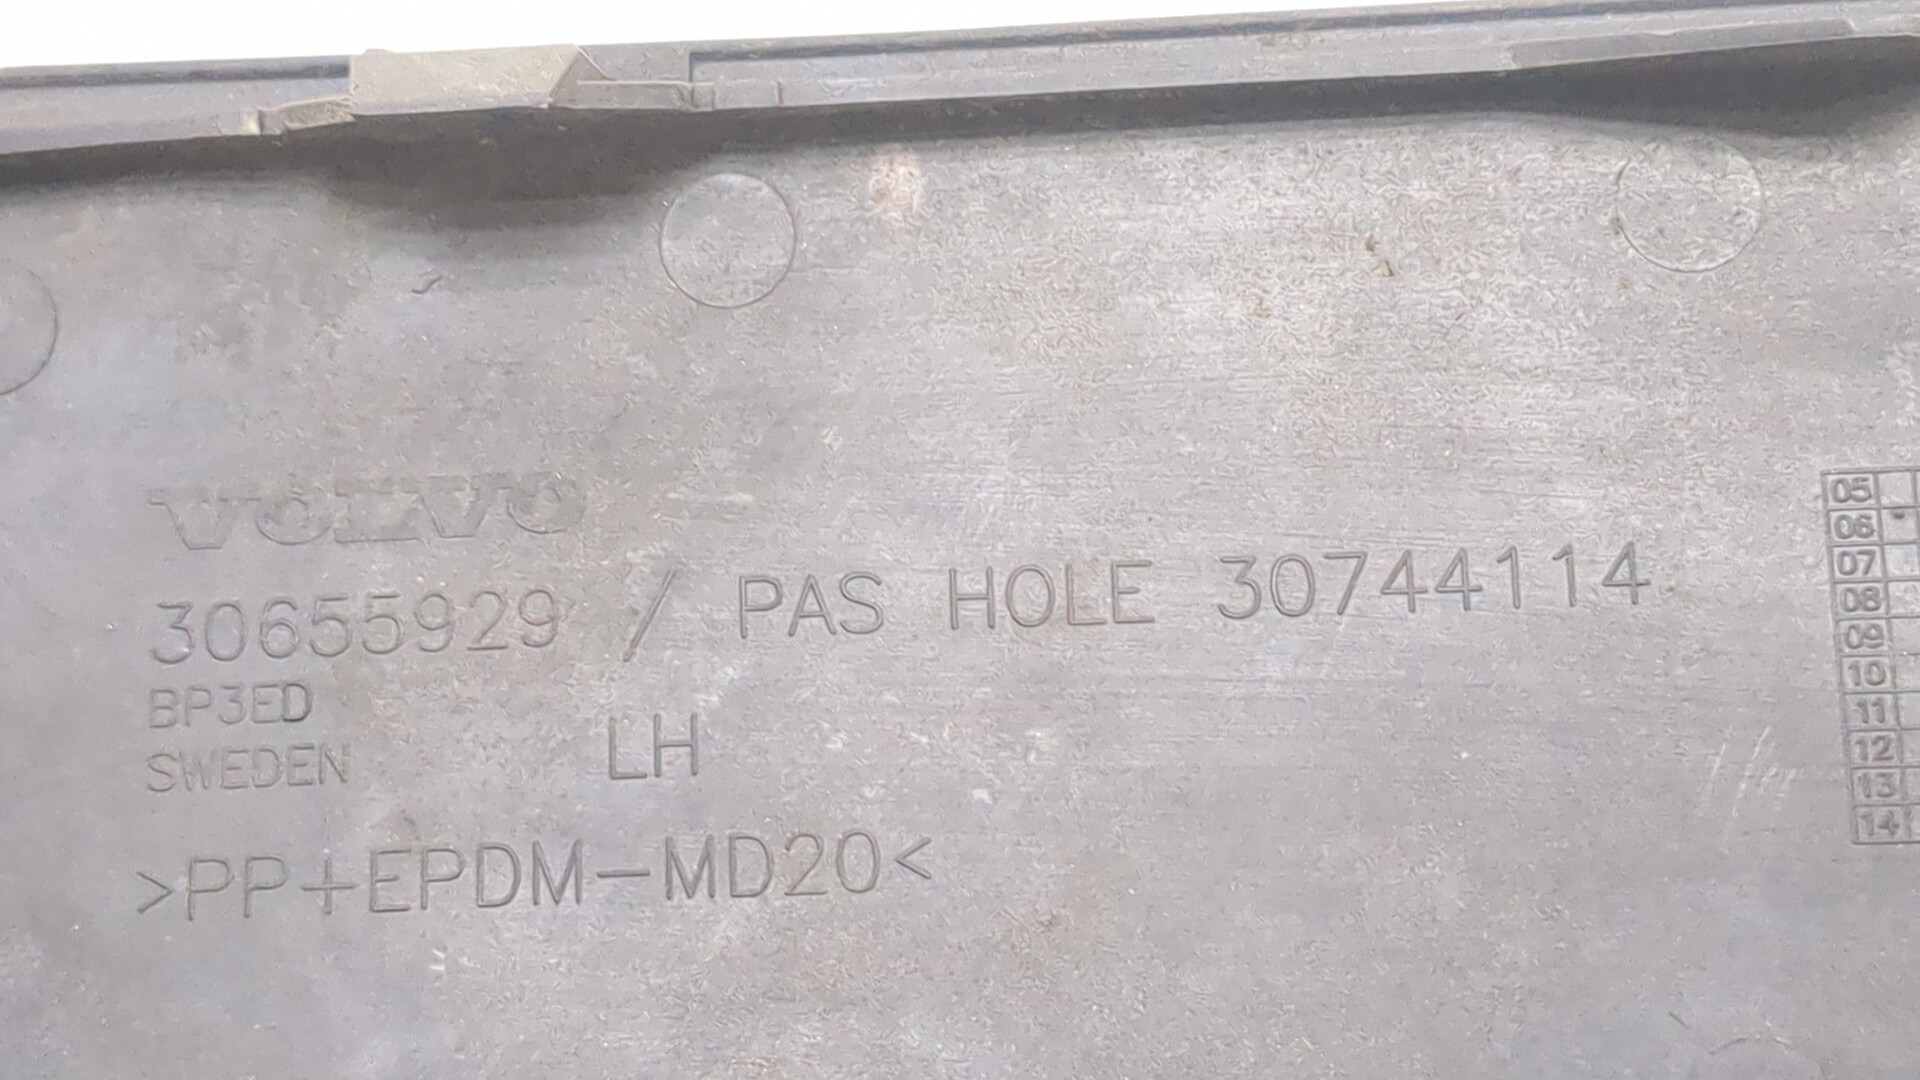 VOLVO
30655929 / PAS HOLE 30744114
BP3ED
SWEDEN LH
>PP+EPDM-MD20<
05
06
07
08
09
10
11
12
13
14